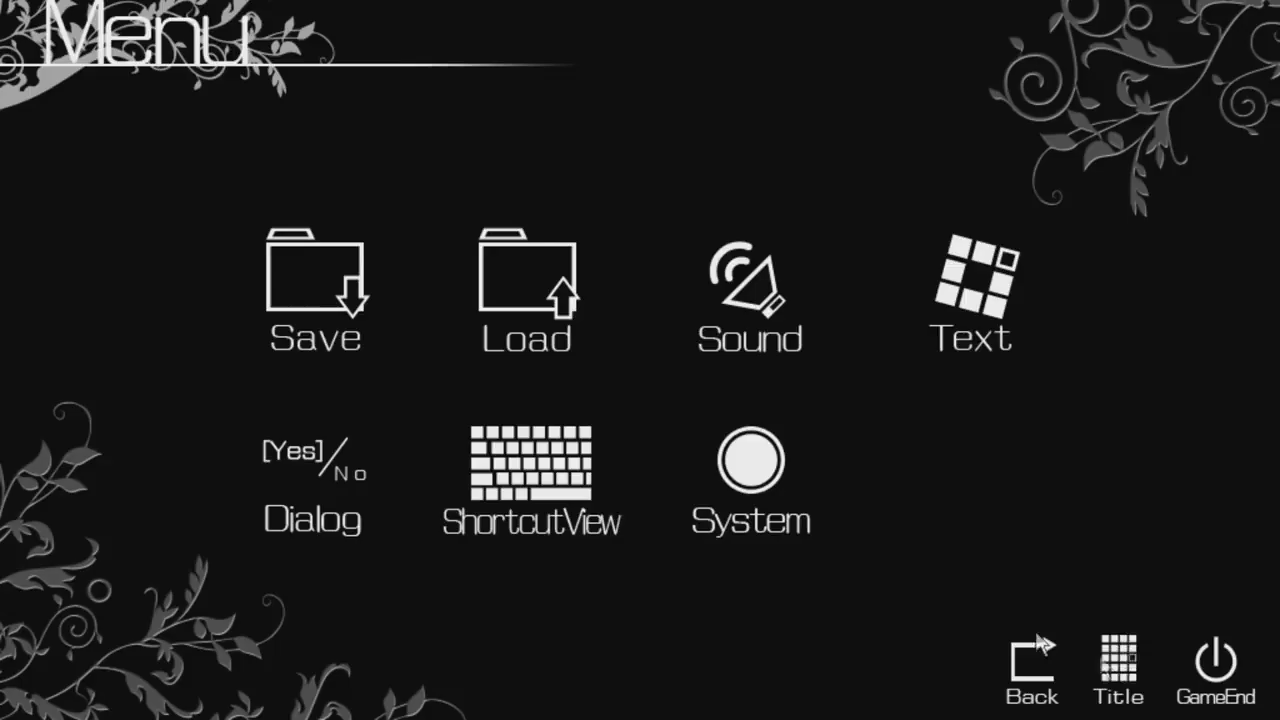 Menu
Save
Load
Sound
Text
[Yes]/No
Dialog
ShortcutView
System
Back
Title
GameEnd